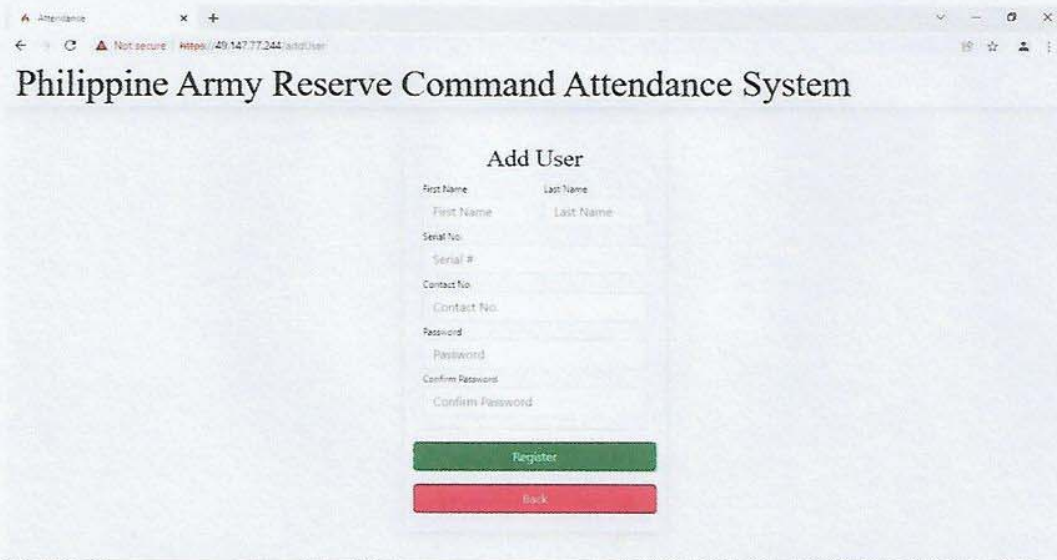 Attendance
Not secure https://49.147.77.244/addUser
Philippine Army Reserve Command Attendance System
Add User
First Name Last Name
First Name Last Name
Serial No.
Serial #
Contact No.
Contact No.
Password
Password
Confirm Password
Confirm Password
Register
Back